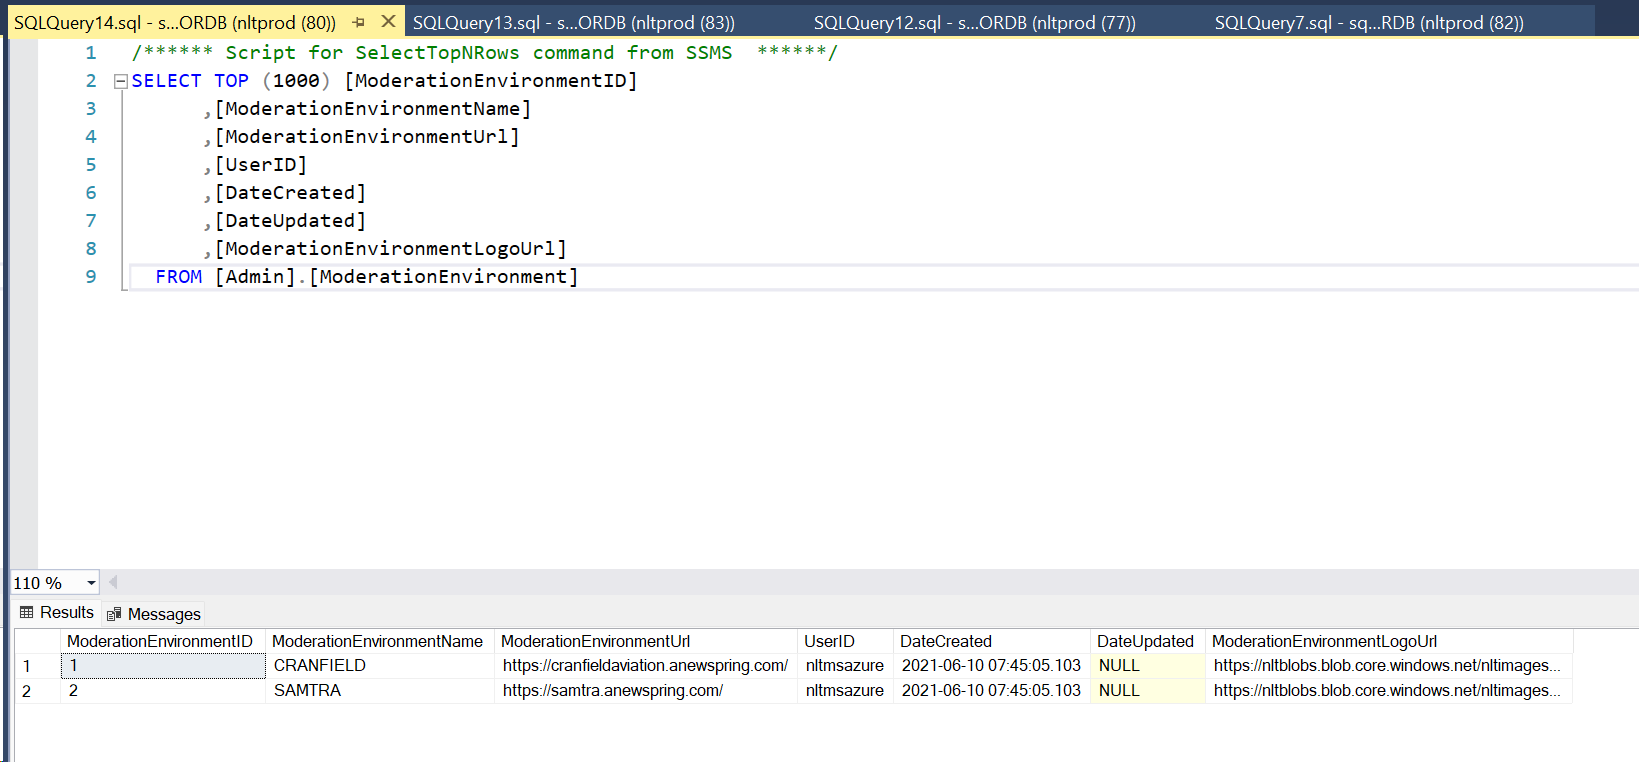 SQLQuery14.sql - s...ORDB (nltprod (80)) SQLQuery13.sql - s...ORDB (nltprod (83)) SQLQuery12.sql - s...ORDB (nltprod (77)) SQLQuery7.sql - sq...RDB (nltprod (82))
1 /****** Script for SelectTopNRows command from SSMS ******/
2 SELECT TOP (1000) [ModerationEnvironmentID]
3 ,[ModerationEnvironmentName]
4 ,[ModerationEnvironmentUrl]
5 ,[UserID]
6 ,[DateCreated]
7 ,[DateUpdated]
8 ,[ModerationEnvironmentLogoUrl]
9 FROM [Admin].[ModerationEnvironment]
110 %
Results Messages
ModerationEnvironmentID ModerationEnvironmentName ModerationEnvironmentUrl UserID DateCreated DateUpdated ModerationEnvironmentLogoUrl
1 1 CRANFIELD https://cranfieldaviation.anewspring.com/ nltmsazure 2021-06-10 07:45:05.103 NULL https://nltblobs.blob.core.windows.net/nltimages...
2 2 SAMTRA https://samtra.anewspring.com/ nltmsazure 2021-06-10 07:45:05.103 NULL https://nltblobs.blob.core.windows.net/nltimages...